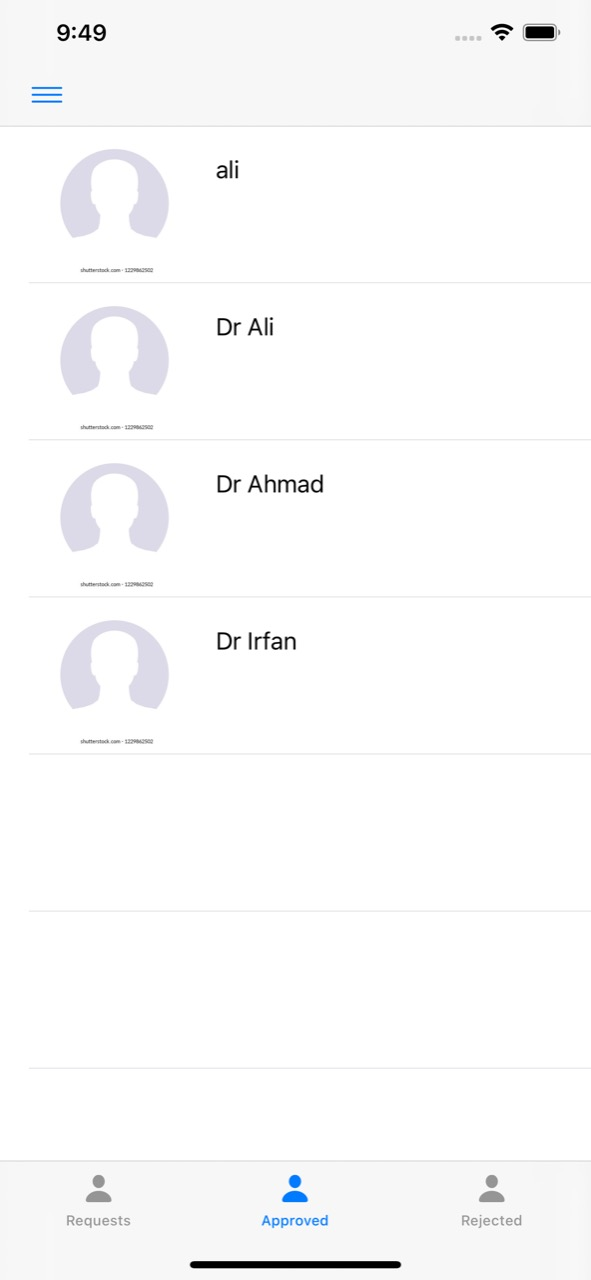 9:49
ali
shutterstock.com · 1229862502
Dr Ali
shutterstock.com · 1229862502
Dr Ahmad
shutterstock.com · 1229862502
Dr Irfan
shutterstock.com · 1229862502
Requests
Approved
Rejected